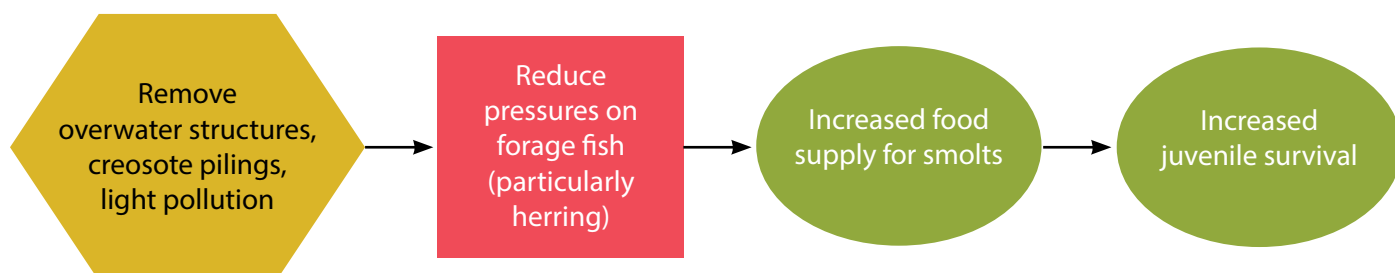 Remove
overwater structures,
creosote pilings,
light pollution
Reduce
pressures on
forage fish
(particularly
herring)
Increased food
supply for smolts
Increased
juvenile survival